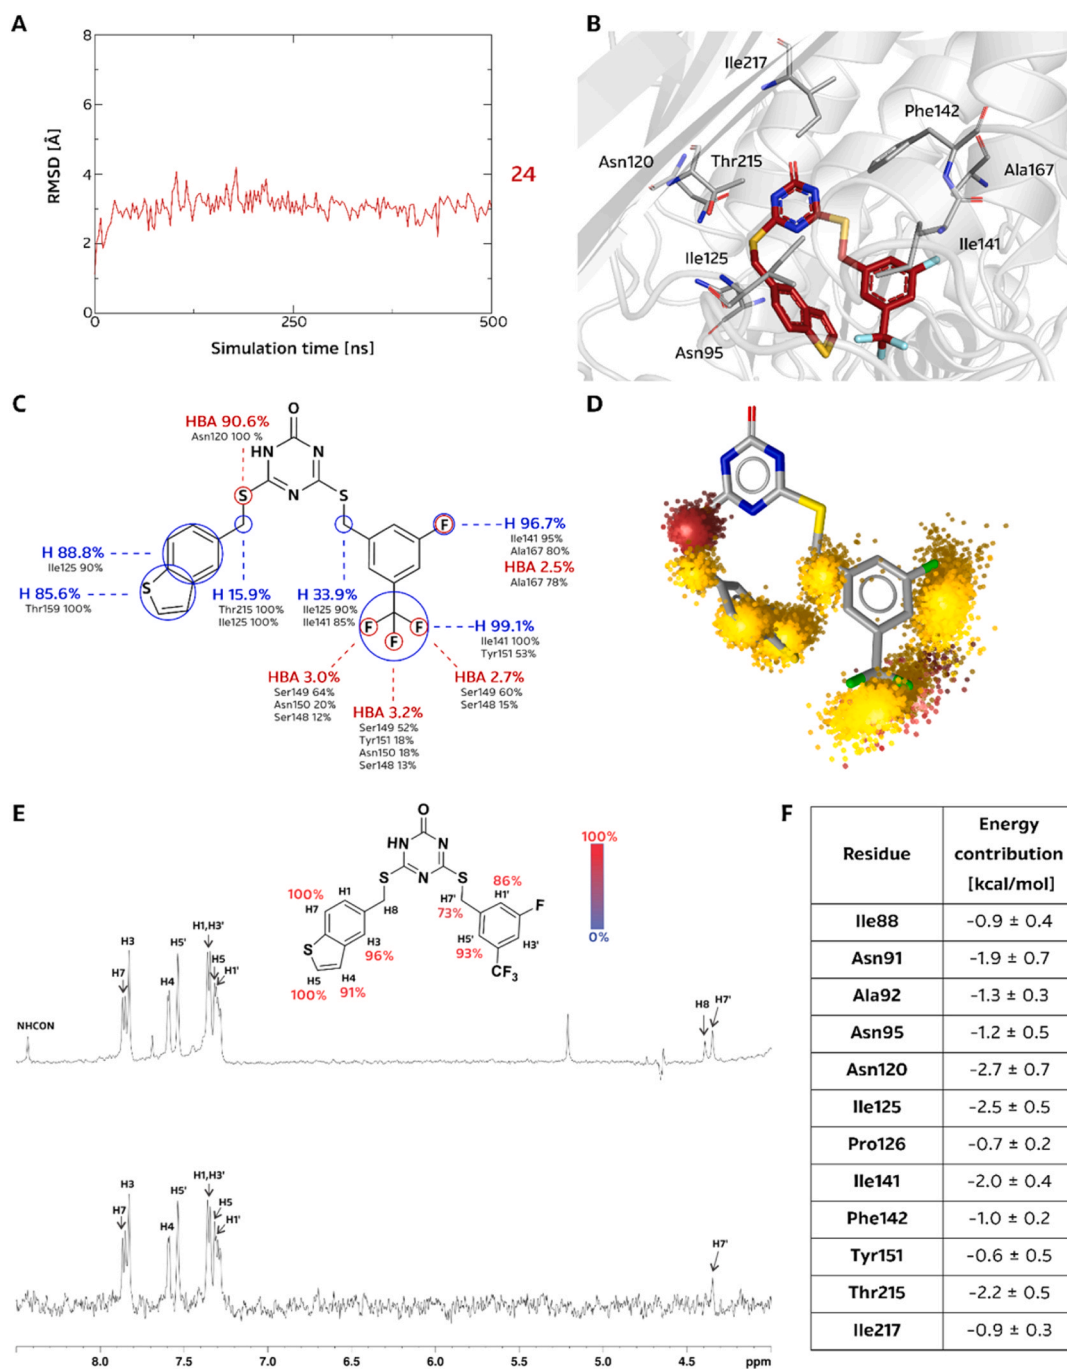 A
8
6
4
2
0
RMSD [Å]
0
250
500
Simulation time [ns]
24
B
Ile217
Phe142
Asn120
Thr215
Ala167
Ile125
Ile141
Asn95
C
HBA 90.6%
Asn120 100 %
O
HN
N
N
S
S
F
H 96.7%
Ile141 95%
Ala167 80%
HBA 2.5%
Ala167 78%
H 88.8%
Ile125 90%
S
H 85.6%
Thr159 100%
H 15.9%
Thr215 100%
Ile125 100%
H 33.9%
Ile125 90%
Ile141 85%
F
F
F
H 99.1%
Ile141 100%
Tyr151 53%
HBA 3.0%
Ser149 64%
Asn150 20%
Ser148 12%
HBA 3.2%
Ser149 52%
Tyr151 18%
Asn150 18%
Ser148 13%
HBA 2.7%
Ser149 60%
Ser148 15%
D
E
O
HN
N
S
N
S
100%
H1
H7
H8
H7'
73%
86%
H1'
F
H3'
H3
96%
H5'
93%
CF3
S
H5
100%
H4
91%
100%
0%
NHCON
H7
H3
H4
H5'
H1,H3'
H5
H1'
H8
H7'
H7
H3
H4
H5'
H1,H3'
H5
H1'
H7'
8.0 7.5 7.0 6.5 6.0 5.5 5.0 4.5 ppm
F
Residue Energy contribution [kcal/mol]
Ile88 -0.9 ± 0.4
Asn91 -1.9 ± 0.7
Ala92 -1.3 ± 0.3
Asn95 -1.2 ± 0.5
Asn120 -2.7 ± 0.7
Ile125 -2.5 ± 0.5
Pro126 -0.7 ± 0.2
Ile141 -2.0 ± 0.4
Phe142 -1.0 ± 0.2
Tyr151 -0.6 ± 0.5
Thr215 -2.2 ± 0.5
Ile217 -0.9 ± 0.3